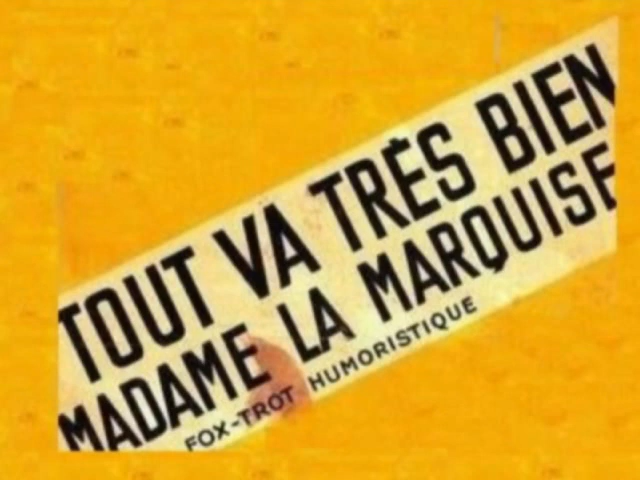 TOUT VA TRÈS BIEN
MADAME LA MARQUISE
FOX-TROT HUMORISTIQUE